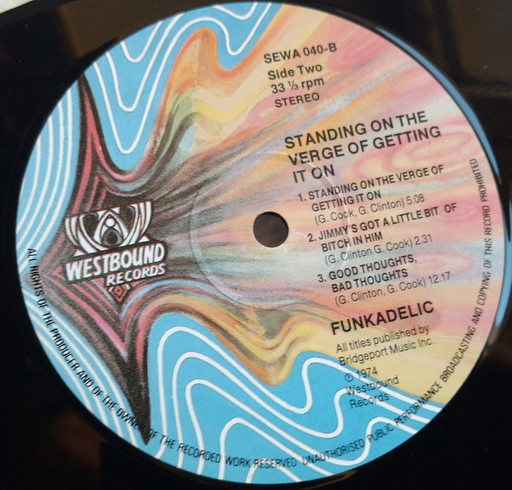 SEWA 040-B
Side Two
33 ⅓ rpm
STEREO
STANDING ON THE
VERGE OF GETTING
IT ON
1. STANDING ON THE VERGE OF
GETTING IT ON
(G. Cook, G. Clinton) 5.08
2. JIMMY'S GOT A LITTLE BIT OF
BITCH IN HIM
(G. Clinton G. Cook) 2.31
3. GOOD THOUGHTS,
BAD THOUGHTS
(G. Clinton, G. Cook) 12.17
FUNKADELIC
All titles published by
Bridgeport Music Inc.
℗ 1974
Westbound
Records
WESTBOUND
RECORDS
ALL RIGHTS OF THE PRODUCER AND OF THE OWNER OF THE RECORDED WORK RESERVED UNAUTHORISED PUBLIC PERFORMANCE BROADCASTING AND COPYING OF THIS RECORD PROHIBITED